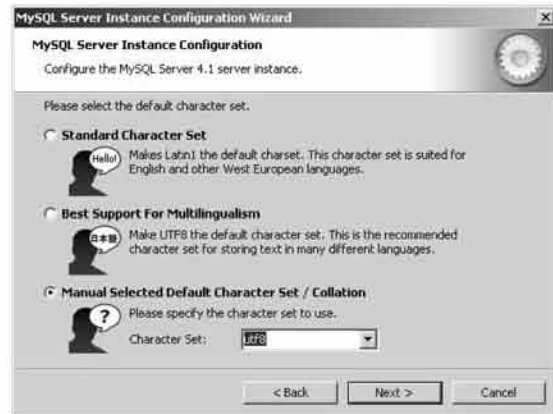 MySQL Server Instance Configuration Wizard
MySQL Server Instance Configuration
Configure the MySQL Server 4.1 server instance.
Please select the default character set.
Standard Character Set
Hello!
Makes Latin1 the default charset. This character set is suited for
English and other West European languages.
Best Support For Multilingualism
日本語
Make UTF8 the default character set. This is the recommended
character set for storing text in many different languages.
Manual Selected Default Character Set / Collation
?
Please specify the character set to use.
Character Set:
utf8
< Back
Next >
Cancel